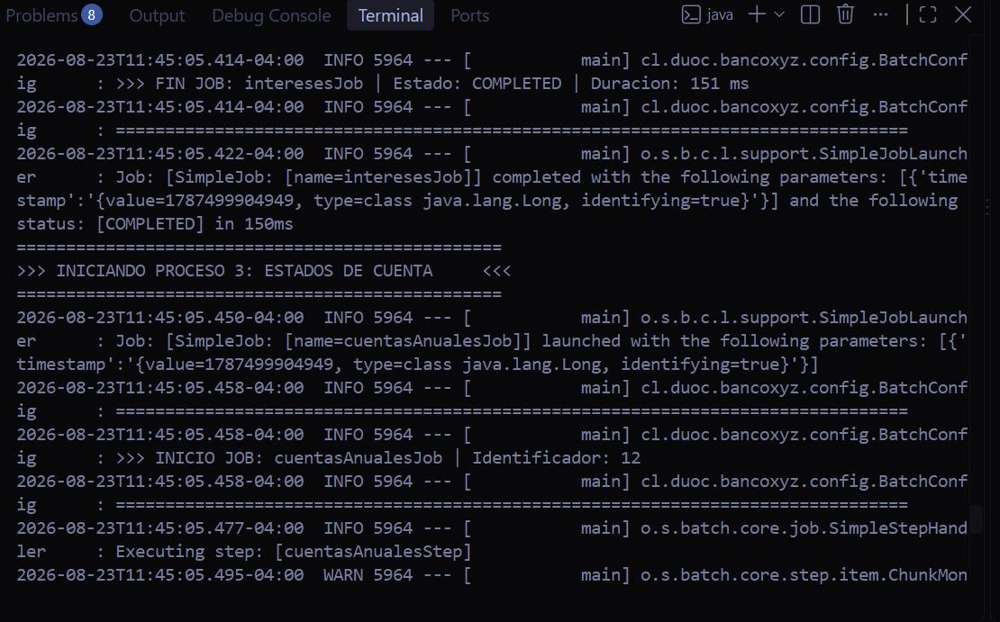 Problems 8 Output Debug Console Terminal Ports java
2026-08-23T11:45:05.414-04:00  INFO 5964 --- [           main] cl.duoc.bancoxyz.config.BatchConf
ig      : >>> FIN JOB: interesesJob | Estado: COMPLETED | Duracion: 151 ms
2026-08-23T11:45:05.414-04:00  INFO 5964 --- [           main] cl.duoc.bancoxyz.config.BatchConf
ig      : ================================================================================
2026-08-23T11:45:05.422-04:00  INFO 5964 --- [           main] o.s.b.c.l.support.SimpleJobLaunch
er      : Job: [SimpleJob: [name=interesesJob]] completed with the following parameters: [{'time
stamp':'{value=1787499904949, type=class java.lang.Long, identifying=true}'}] and the following
status: [COMPLETED] in 150ms
=================================================
>>> INICIANDO PROCESO 3: ESTADOS DE CUENTA     <<<
=================================================
2026-08-23T11:45:05.450-04:00  INFO 5964 --- [           main] o.s.b.c.l.support.SimpleJobLaunch
er      : Job: [SimpleJob: [name=cuentasAnualesJob]] launched with the following parameters: [{'
timestamp':'{value=1787499904949, type=class java.lang.Long, identifying=true}'}]
2026-08-23T11:45:05.458-04:00  INFO 5964 --- [           main] cl.duoc.bancoxyz.config.BatchConf
ig      : ================================================================================
2026-08-23T11:45:05.458-04:00  INFO 5964 --- [           main] cl.duoc.bancoxyz.config.BatchConf
ig      : >>> INICIO JOB: cuentasAnualesJob | Identificador: 12
2026-08-23T11:45:05.458-04:00  INFO 5964 --- [           main] cl.duoc.bancoxyz.config.BatchConf
ig      : ================================================================================
2026-08-23T11:45:05.477-04:00  INFO 5964 --- [           main] o.s.batch.core.job.SimpleStepHand
ler     : Executing step: [cuentasAnualesStep]
2026-08-23T11:45:05.495-04:00  WARN 5964 --- [           main] o.s.batch.core.step.item.ChunkMon